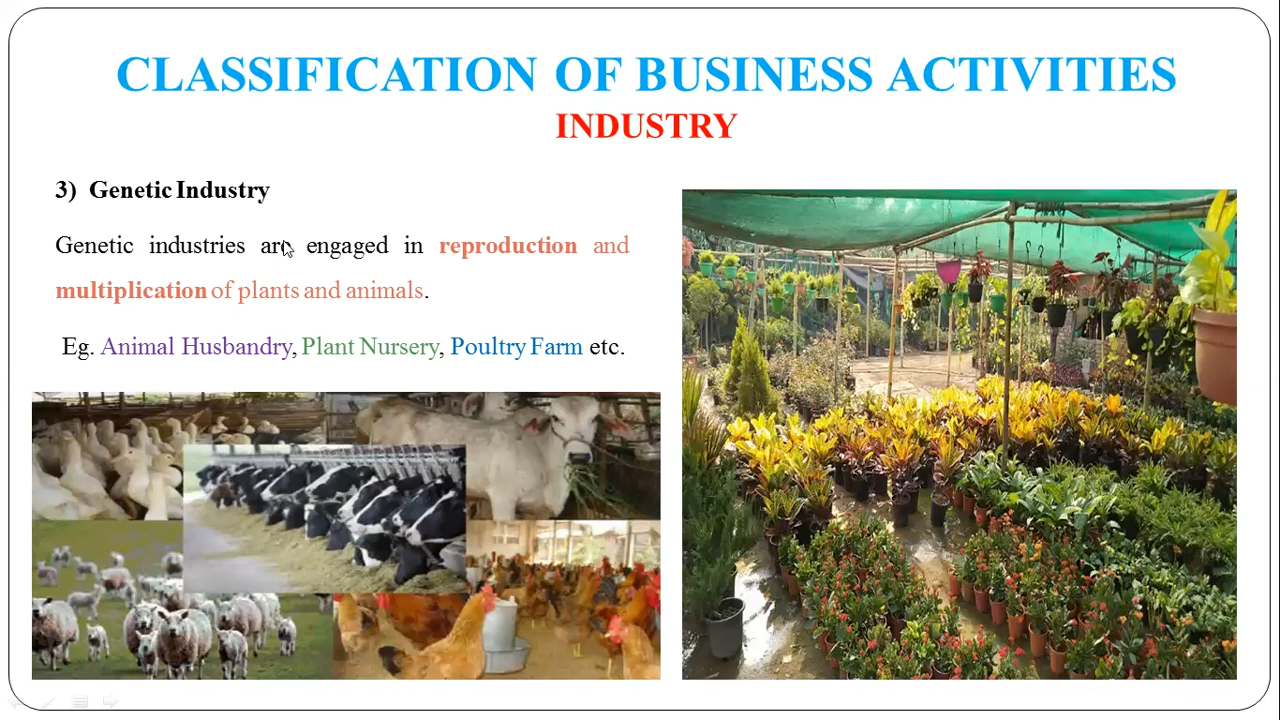 CLASSIFICATION OF BUSINESS ACTIVITIES
INDUSTRY
3) Genetic Industry
Genetic industries are engaged in reproduction and
multiplication of plants and animals.
Eg. Animal Husbandry, Plant Nursery, Poultry Farm etc.